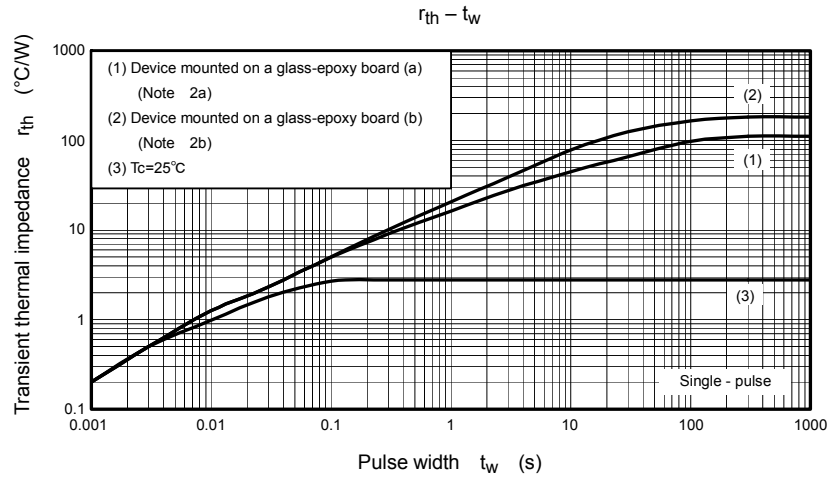 rth – tw
Transient thermal impedance rth (°C/W)
1000
100
10
1
0.1
(1) Device mounted on a glass-epoxy board (a)
(Note 2a)
(2) Device mounted on a glass-epoxy board (b)
(Note 2b)
(3) Tc=25°C
(2)
(1)
(3)
Single - pulse
0.001 0.01 0.1 1 10 100 1000
Pulse width tw (s)